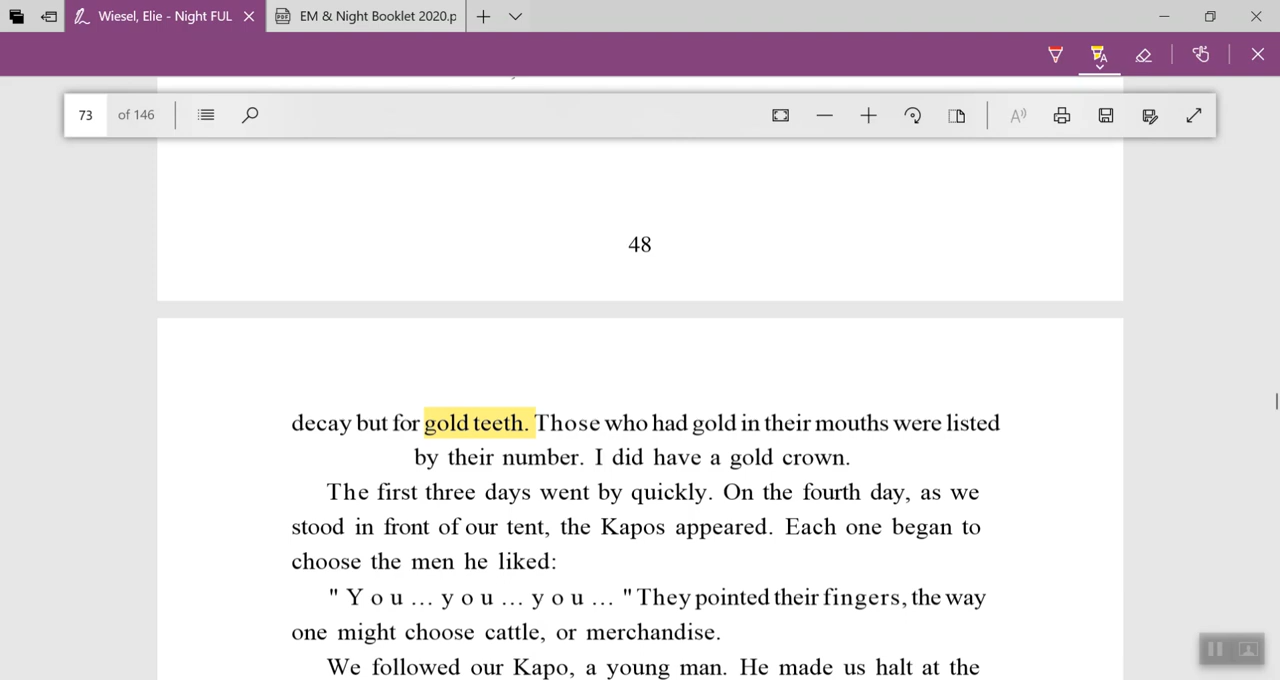 Wiesel, Elie - Night FUL
EM & Night Booklet 2020.p
73 of 146
48
decay but for gold teeth. Those who had gold in their mouths were listed
by their number. I did have a gold crown.
The first three days went by quickly. On the fourth day, as we
stood in front of our tent, the Kapos appeared. Each one began to
choose the men he liked:
" Y o u … y o u … y o u … " They pointed their fingers, the way
one might choose cattle, or merchandise.
We followed our Kapo, a young man. He made us halt at the